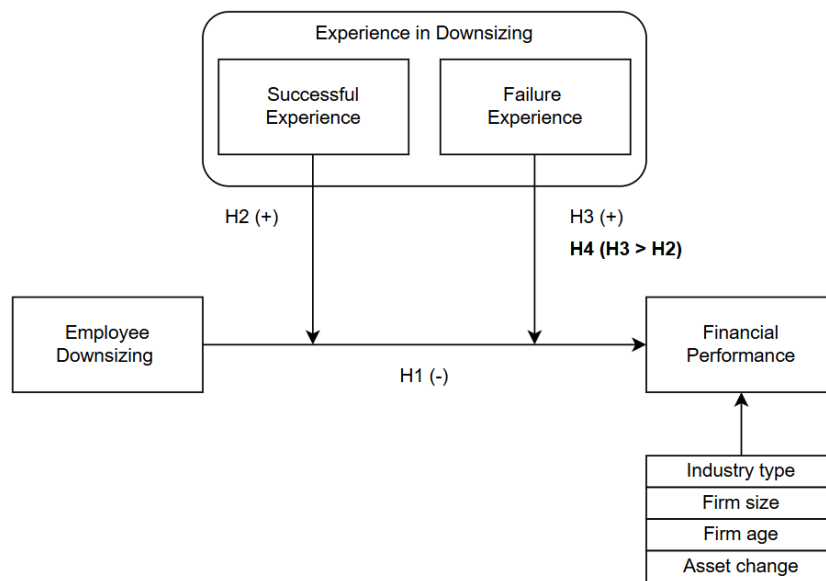 Experience in Downsizing
Successful
Experience
Failure
Experience
H2 (+)
H3 (+)
H4 (H3 > H2)
Employee
Downsizing
H1 (-)
Financial
Performance
Industry type
Firm size
Firm age
Asset change